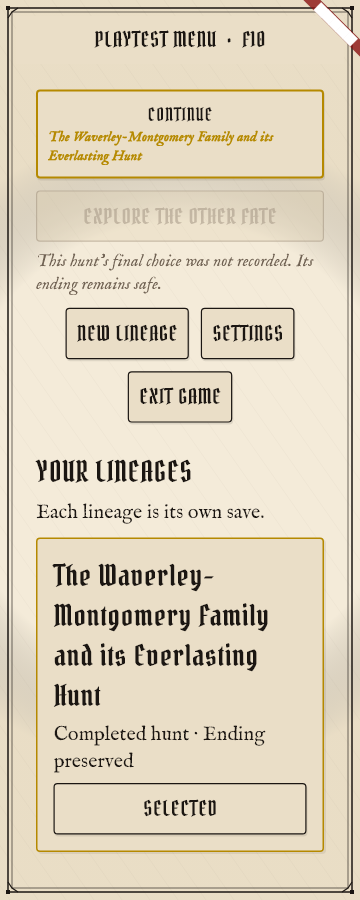 PLAYTEST MENU · F10
CONTINUE
The Waverley-Montgomery Family and its
Everlasting Hunt
EXPLORE THE OTHER FATE
This hunt's final choice was not recorded. Its
ending remains safe.
NEW LINEAGE
SETTINGS
EXIT GAME
YOUR LINEAGES
Each lineage is its own save.
The Waverley-
Montgomery Family
and its Everlasting
Hunt
Completed hunt · Ending
preserved
SELECTED